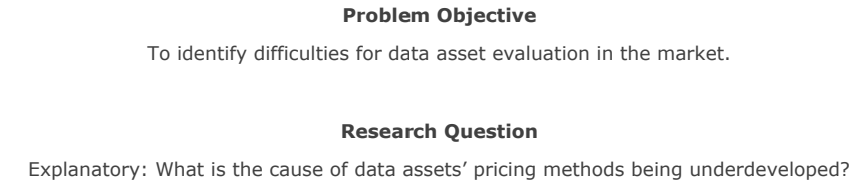 Problem Objective
To identify difficulties for data asset evaluation in the market.
Research Question
Explanatory: What is the cause of data assets’ pricing methods being underdeveloped?